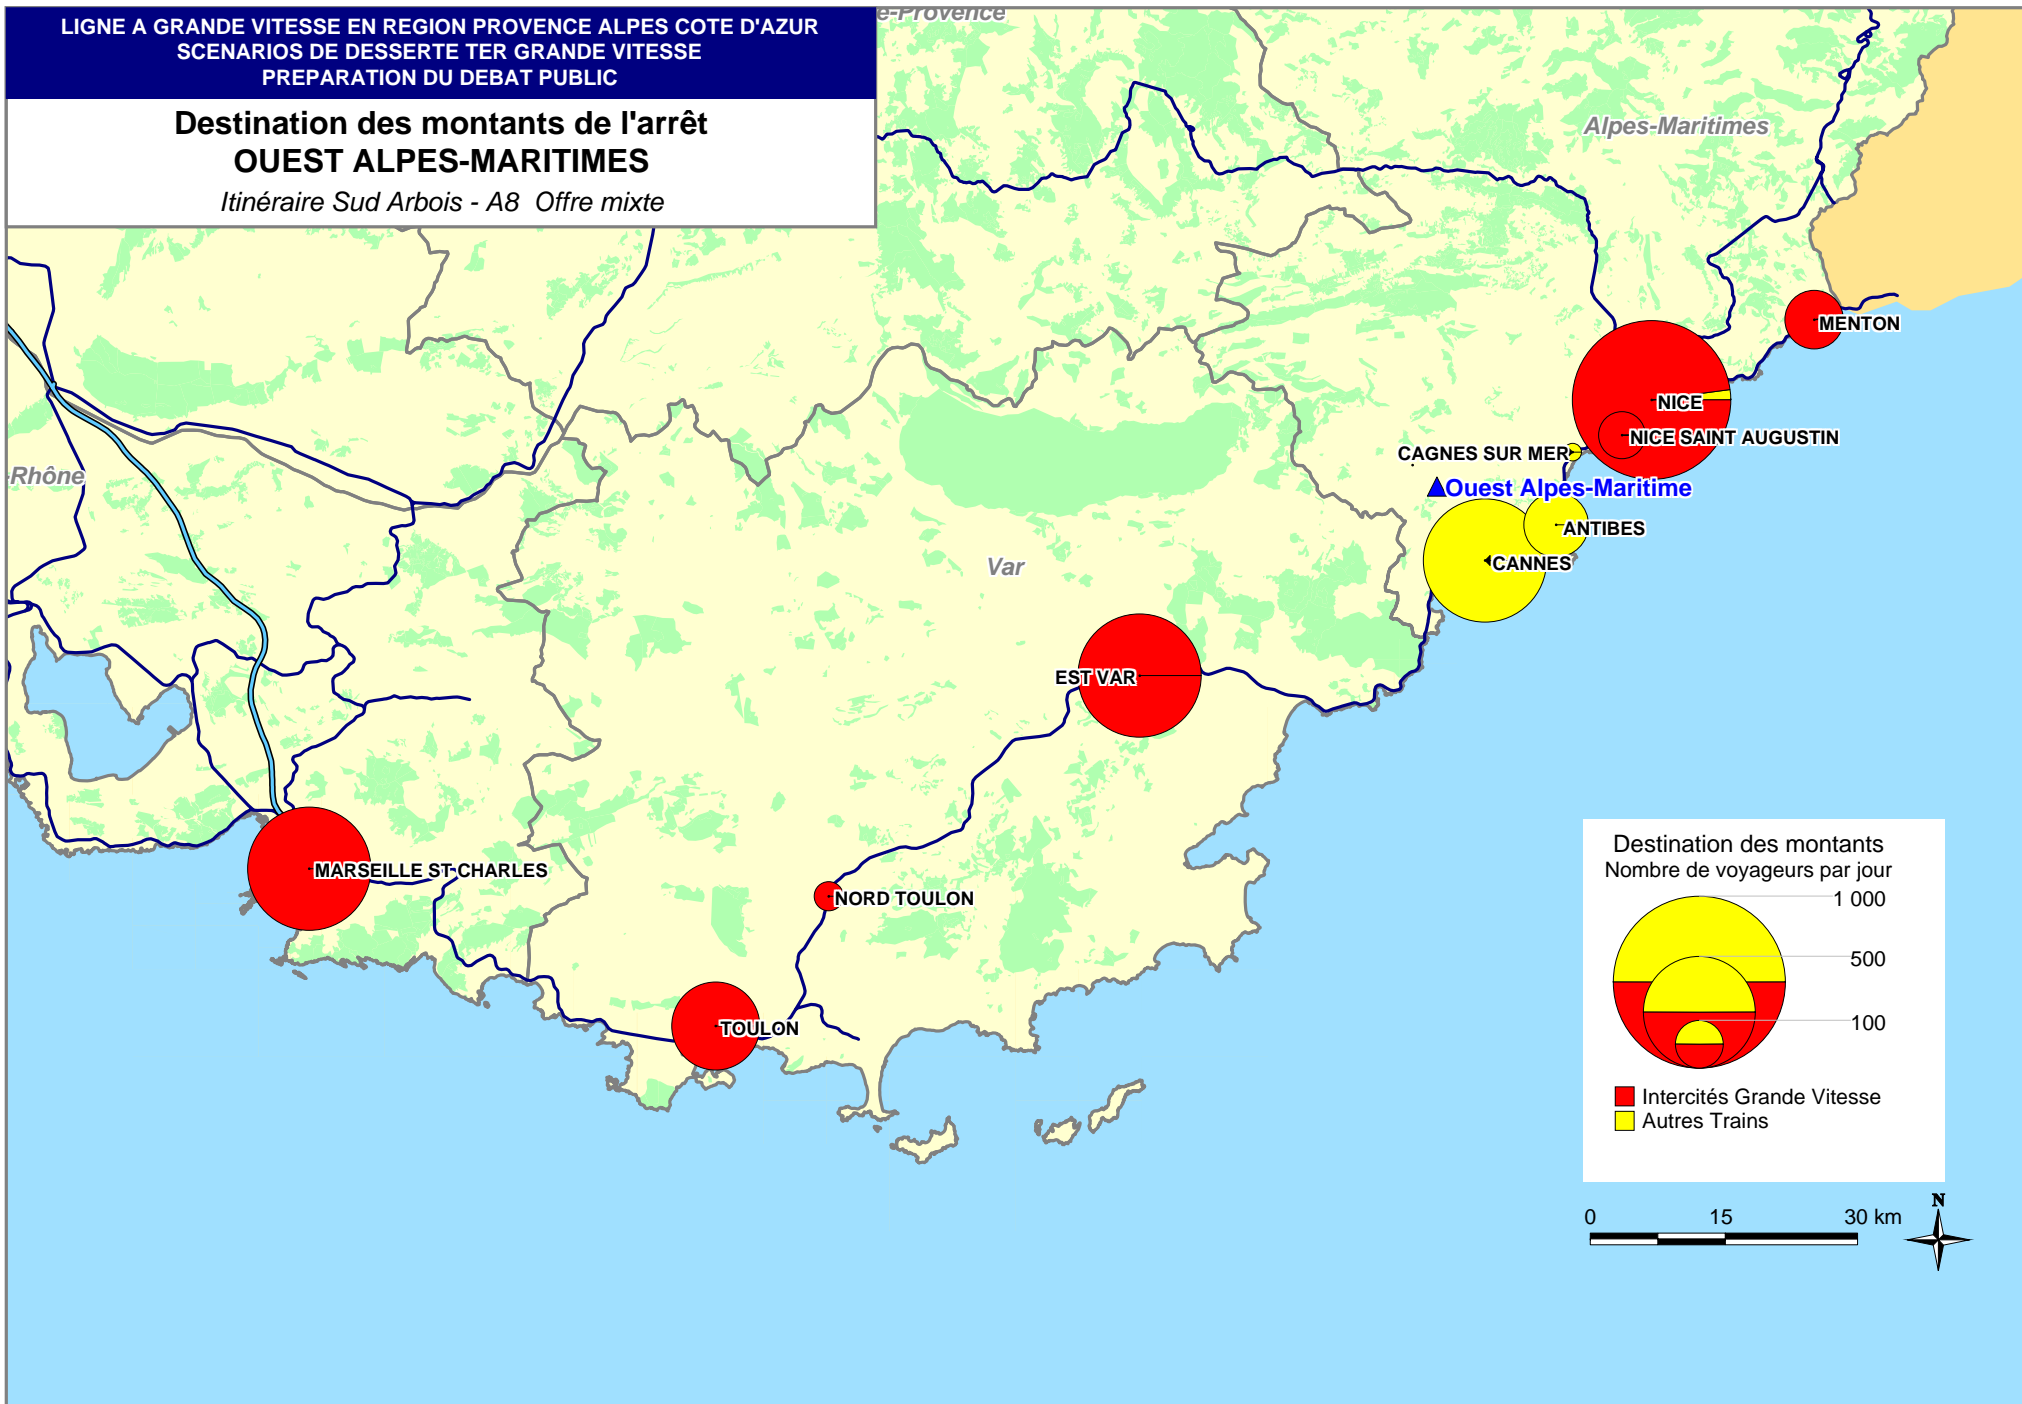 LIGNE A GRANDE VITESSE EN REGION PROVENCE ALPES COTE D'AZUR
SCENARIOS DE DESSERTE TER GRANDE VITESSE
PREPARATION DU DEBAT PUBLIC
Destination des montants de l'arrêt
OUEST ALPES-MARITIMES
Itinéraire Sud Arbois - A8 Offre mixte
e-Provence
Alpes-Maritimes
MENTON
NICE
NICE SAINT AUGUSTIN
CAGNES SUR MER
-Rhône
Ouest Alpes-Maritime
ANTIBES
CANNES
Var
EST VAR
MARSEILLE ST CHARLES
NORD TOULON
TOULON
Destination des montants
Nombre de voyageurs par jour
1 000
500
100
Intercités Grande Vitesse
Autres Trains
0 15 30 km
N